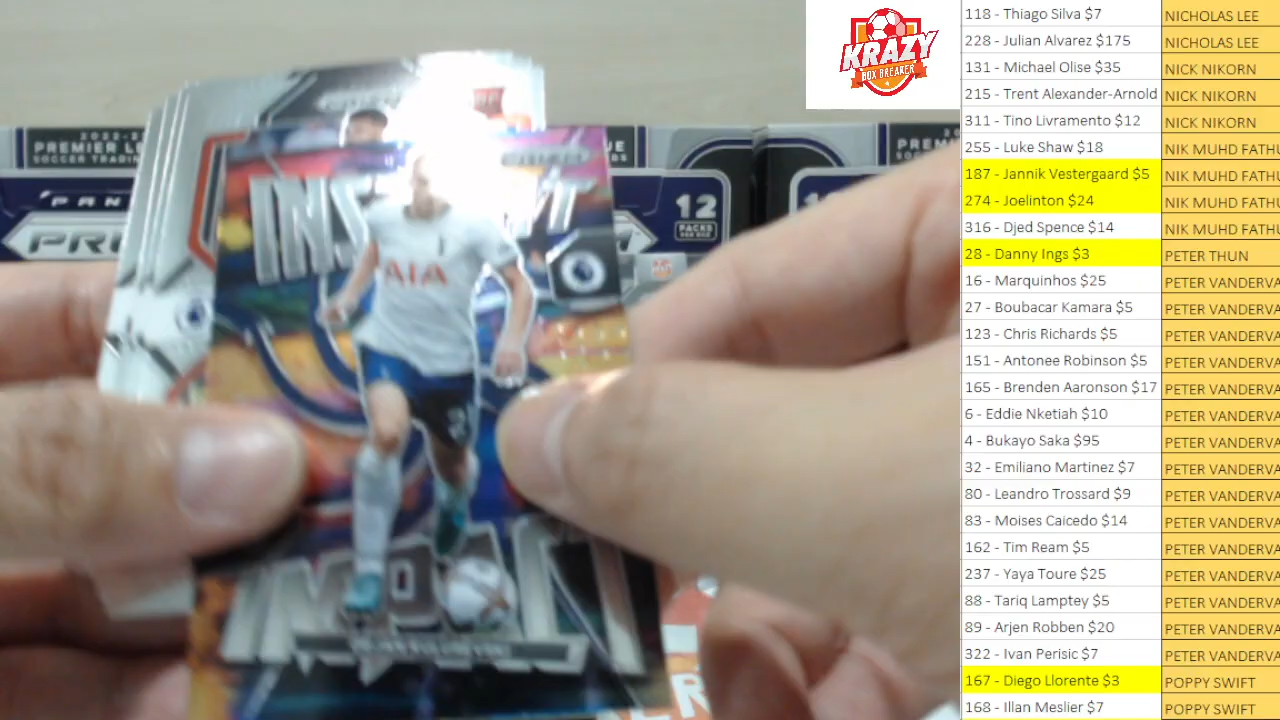 KRAZY
BOX BREAKER
118 - Thiago Silva $7 NICHOLAS LEE
228 - Julian Alvarez $175 NICHOLAS LEE
131 - Michael Olise $35 NICK NIKORN
215 - Trent Alexander-Arnold NICK NIKORN
311 - Tino Livramento $12 NICK NIKORN
255 - Luke Shaw $18 NIK MUHD FATHU
187 - Jannik Vestergaard $5 NIK MUHD FATHU
274 - Joelinton $24 NIK MUHD FATHU
316 - Djed Spence $14 NIK MUHD FATHU
28 - Danny Ings $3 PETER THUN
16 - Marquinhos $25 PETER VANDERVA
27 - Boubacar Kamara $5 PETER VANDERVA
123 - Chris Richards $5 PETER VANDERVA
151 - Antonee Robinson $5 PETER VANDERVA
165 - Brenden Aaronson $17 PETER VANDERVA
6 - Eddie Nketiah $10 PETER VANDERVA
4 - Bukayo Saka $95 PETER VANDERVA
32 - Emiliano Martinez $7 PETER VANDERVA
80 - Leandro Trossard $9 PETER VANDERVA
83 - Moises Caicedo $14 PETER VANDERVA
162 - Tim Ream $5 PETER VANDERVA
237 - Yaya Toure $25 PETER VANDERVA
88 - Tariq Lamptey $5 PETER VANDERVA
89 - Arjen Robben $20 PETER VANDERVA
322 - Ivan Perisic $7 PETER VANDERVA
167 - Diego Llorente $3 POPPY SWIFT
168 - Illan Meslier $7 POPPY SWIFT
2022-2
PREMIER LE
SOCCER TRADIN
PANI
PRI
12
PACKS
PER BOX
INS
AIA